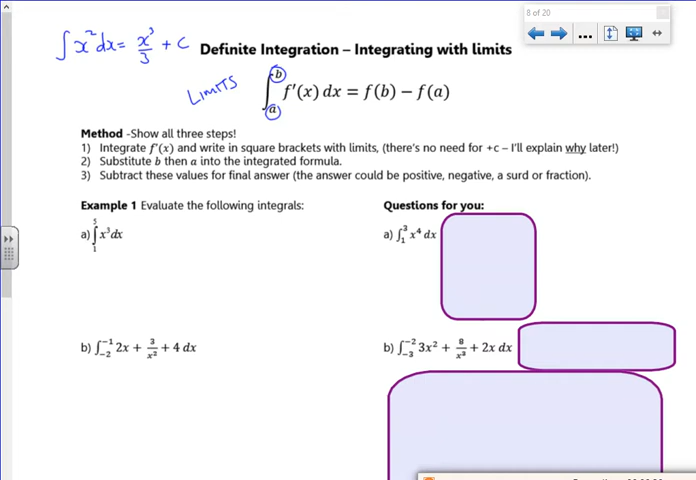 8 of 20
∫x²dx = x³/3 + c
Definite Integration – Integrating with limits
LIMITS
∫ₐᵇ f'(x) dx = f(b) − f(a)
Method -Show all three steps!
1) Integrate f'(x) and write in square brackets with limits, (there's no need for +c – I'll explain why later!)
2) Substitute b then a into the integrated formula.
3) Subtract these values for final answer (the answer could be positive, negative, a surd or fraction).
Example 1 Evaluate the following integrals:
a) ∫₁⁵ x³dx
b) ∫₋₂⁻¹ 2x + 3/x² + 4 dx
Questions for you:
a) ∫₁³ x⁴ dx
b) ∫₋₃⁻² 3x² + 8/x³ + 2x dx